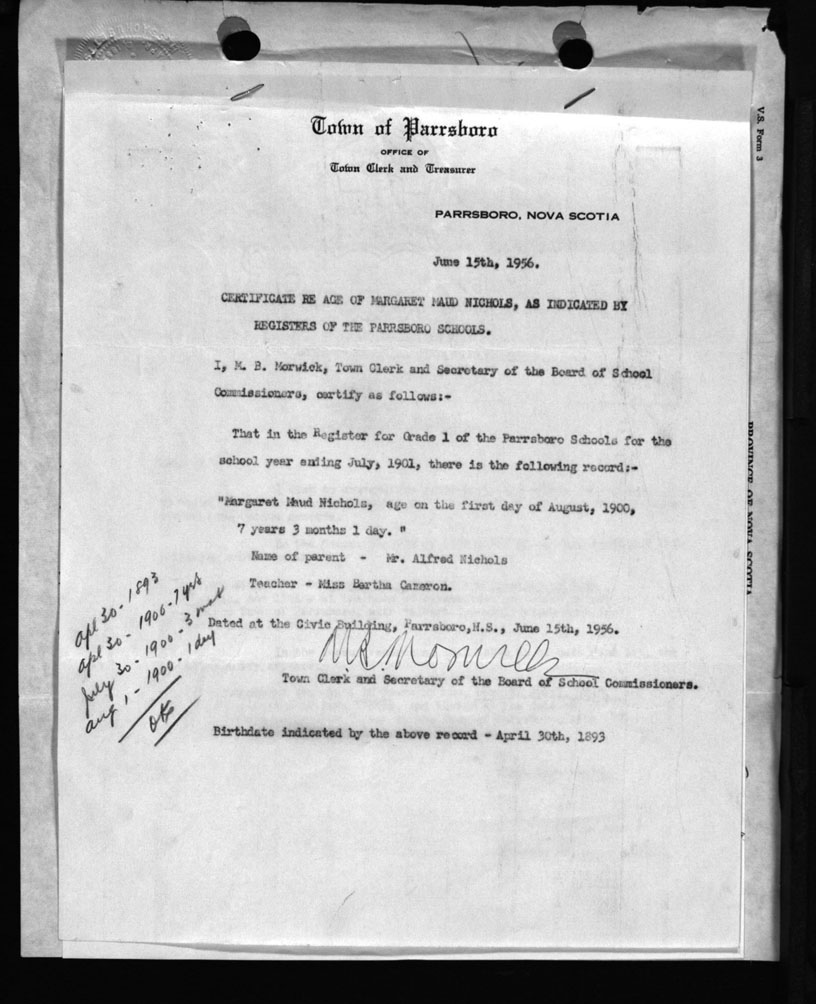 Town of Parrsboro
OFFICE OF
Town Clerk and Treasurer
PARRSBORO, NOVA SCOTIA
June 15th, 1956.
CERTIFICATE RE AGE OF MARGARET MAUD NICHOLS, AS INDICATED BY
REGISTERS OF THE PARRSBORO SCHOOLS.
I, M. B. Morwick, Town Clerk and Secretary of the Board of School
Commissioners, certify as follows:-
That in the Register for Grade 1 of the Parrsboro Schools for the
school year ending July, 1901, there is the following record:-
"Margaret Maud Nichols, age on the first day of August, 1900,
7 years 3 months 1 day. "
Name of parent - Mr. Alfred Nichols
Teacher - Miss Bertha Cameron.
Dated at the Civic Building, Parrsboro, N.S., June 15th, 1956.
Town Clerk and Secretary of the Board of School Commissioners.
Birthdate indicated by the above record - April 30th, 1893
apl 30 - 1893
apl 30 - 1900 - 7 yrs
July 30 - 1900 - 3 mos
aug 1 - 1900 - 1 day
V.S. Form 3
PROVINCE OF NOVA SCOTIA